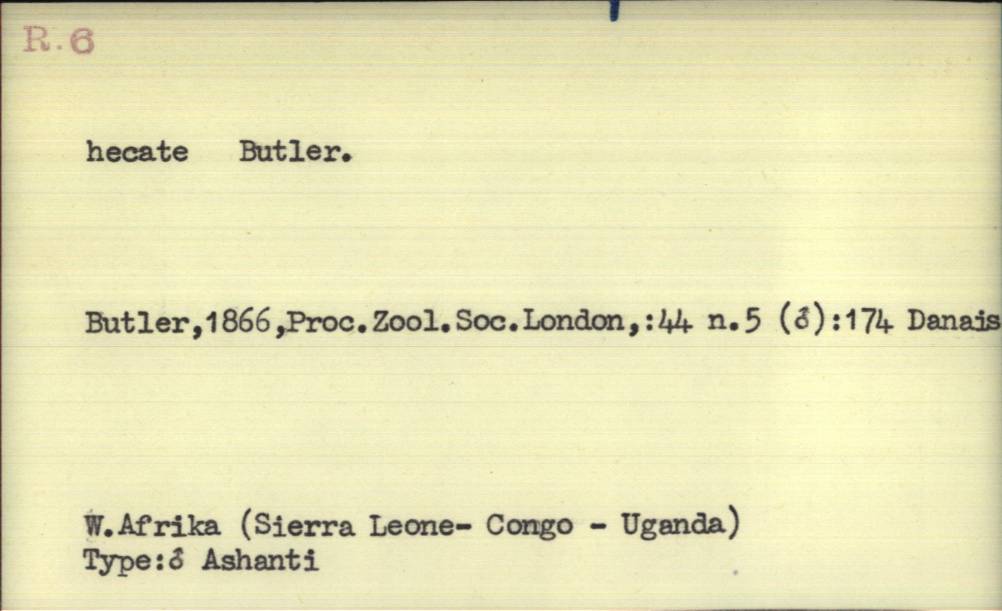 R.6
hecate Butler.
Butler,1866,Proc.Zool.Soc.London,:44 n.5 (♂):174 Danais
W.Afrika (Sierra Leone- Congo - Uganda)
Type:♂ Ashanti